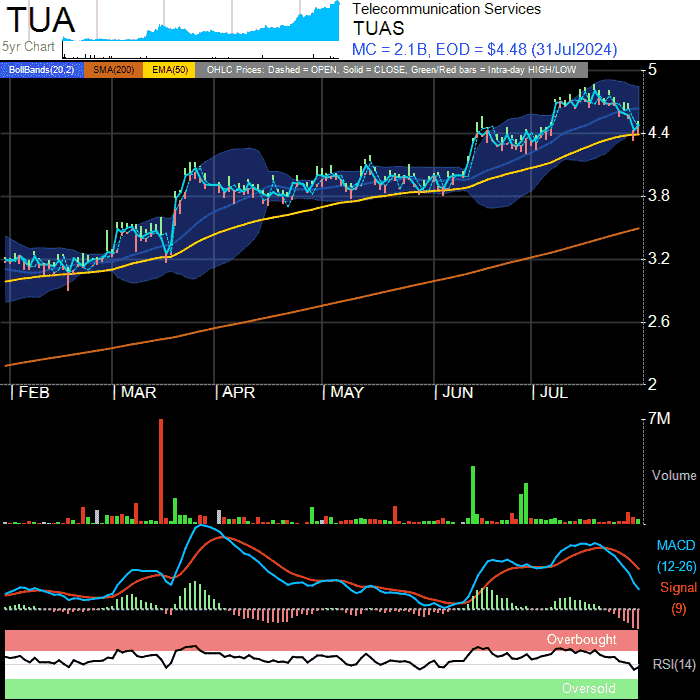 TUA
5yr Chart
Telecommunication Services
TUAS
MC = 2.1B, EOD = $4.48 (31Jul2024)
BollBands(20,2) SMA(200) EMA(50) OHLC Prices: Dashed = OPEN, Solid = CLOSE, Green/Red bars = Intra-day HIGH/LOW
5
4.4
3.8
3.2
2.6
2
FEB MAR APR MAY JUN JUL
7M
Volume
MACD
(12-26)
Signal
(9)
Overbought
RSI(14)
Oversold